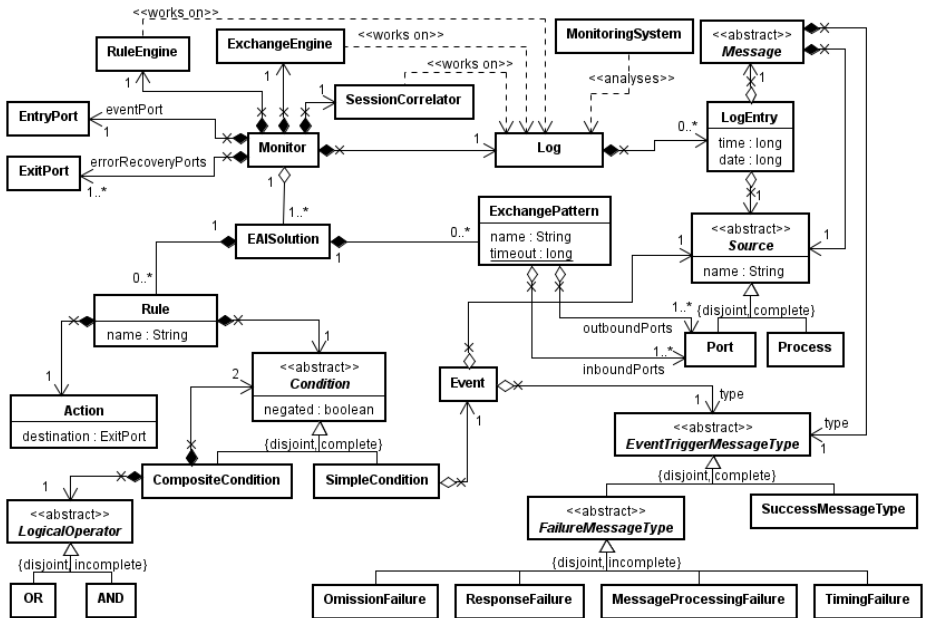 <<works on>>
RuleEngine
1
ExchangeEngine
<<works on>>
1
MonitoringSystem
<<abstract>>
Message
<<works on>>
<<analyses>>
1
SessionCorrelator
1
EntryPort
eventPort
1
Monitor
1
Log
0..*
LogEntry
time : long
date : long
ExitPort
errorRecoveryPorts
1..*
1
1..*
1
EAISolution
1
1
0..*
ExchangePattern
name : String
timeout : long
1
<<abstract>>
Source
1
name : String
0..*
Rule
name : String
{disjoint, complete}
1..*
outboundPorts
Port
Process
1..*
inboundPorts
1
1
<<abstract>>
Condition
negated : boolean
2
Event
1
Action
destination : ExitPort
type
1
<<abstract>>
EventTriggerMessageType
type
1
{disjoint, complete}
CompositeCondition
SimpleCondition
{disjoint, complete}
1
<<abstract>>
LogicalOperator
<<abstract>>
FailureMessageType
SuccessMessageType
{disjoint, incomplete}
{disjoint, incomplete}
OR
AND
OmissionFailure
ResponseFailure
MessageProcessingFailure
TimingFailure